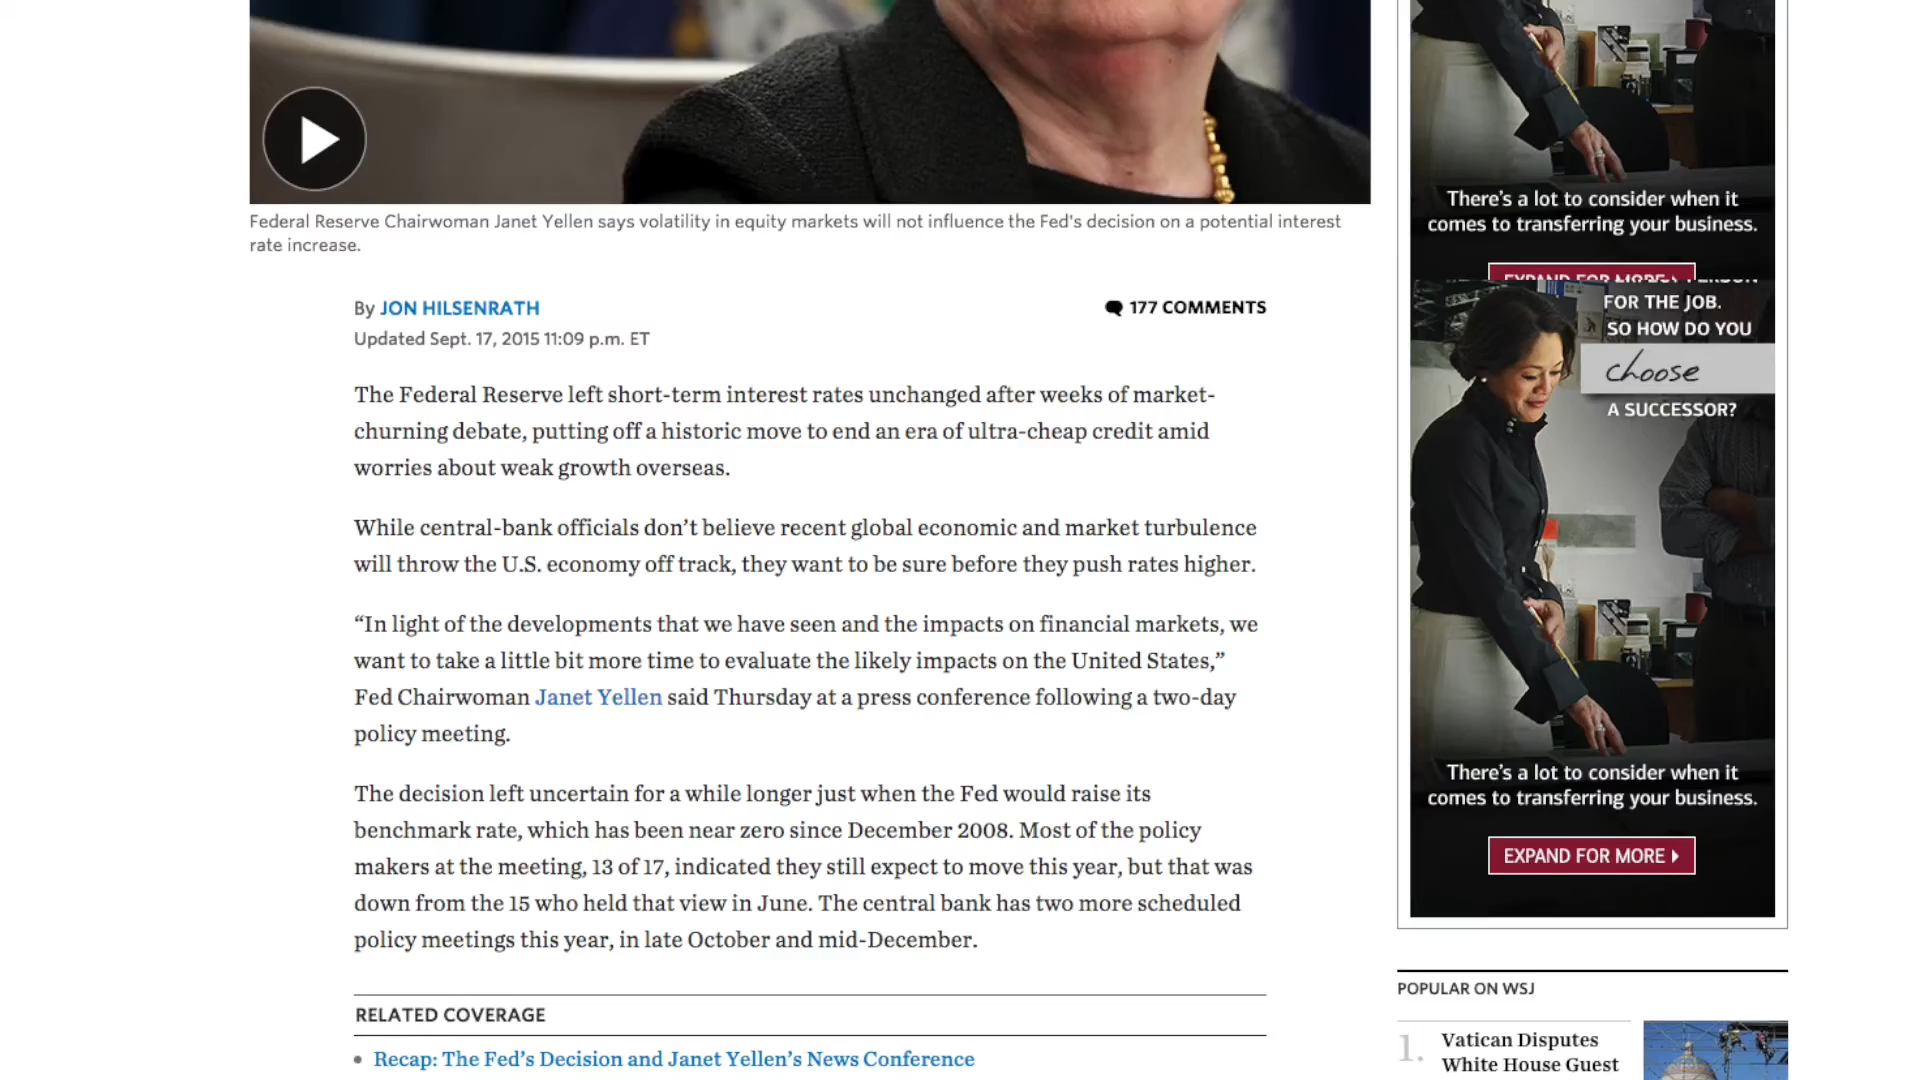 Federal Reserve Chairwoman Janet Yellen says volatility in equity markets will not influence the Fed's decision on a potential interest
rate increase.
By JON HILSENRATH
177 COMMENTS
Updated Sept. 17, 2015 11:09 p.m. ET
The Federal Reserve left short-term interest rates unchanged after weeks of market-
churning debate, putting off a historic move to end an era of ultra-cheap credit amid
worries about weak growth overseas.
While central-bank officials don’t believe recent global economic and market turbulence
will throw the U.S. economy off track, they want to be sure before they push rates higher.
“In light of the developments that we have seen and the impacts on financial markets, we
want to take a little bit more time to evaluate the likely impacts on the United States,”
Fed Chairwoman Janet Yellen said Thursday at a press conference following a two-day
policy meeting.
The decision left uncertain for a while longer just when the Fed would raise its
benchmark rate, which has been near zero since December 2008. Most of the policy
makers at the meeting, 13 of 17, indicated they still expect to move this year, but that was
down from the 15 who held that view in June. The central bank has two more scheduled
policy meetings this year, in late October and mid-December.
RELATED COVERAGE
• Recap: The Fed’s Decision and Janet Yellen’s News Conference
There’s a lot to consider when it
comes to transferring your business.
EXPAND FOR MORE
FOR THE JOB.
SO HOW DO YOU
choose
A SUCCESSOR?
There’s a lot to consider when it
comes to transferring your business.
EXPAND FOR MORE
POPULAR ON WSJ
1. Vatican Disputes
White House Guest